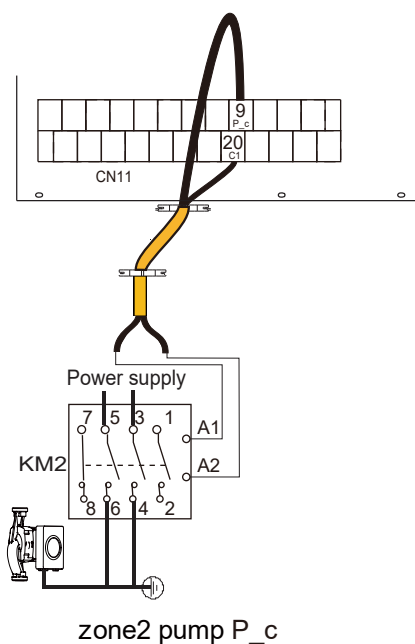 9
P_c
20
C1
CN11
Power supply
7 5 3 1
A1
KM2
A2
8 6 4 2
zone2 pump P_c